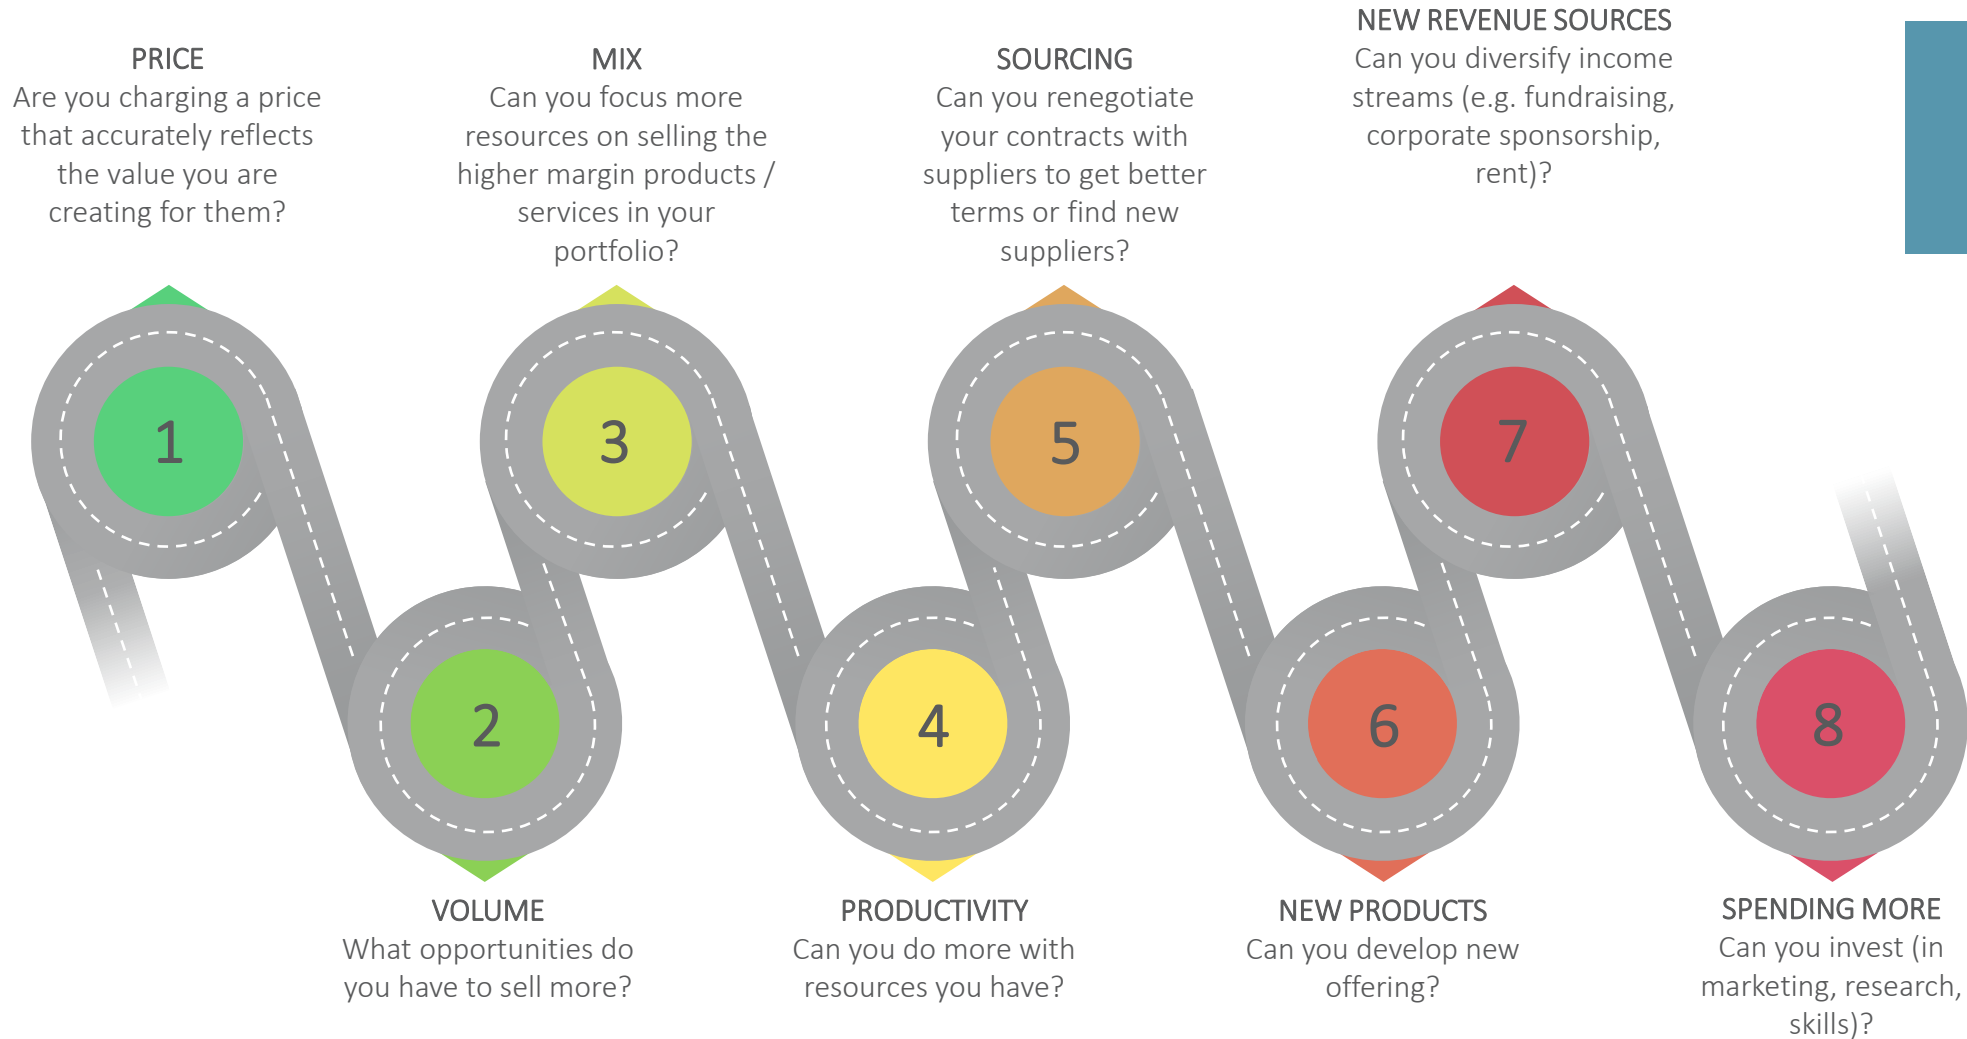 PRICE
Are you charging a price
that accurately reflects
the value you are
creating for them?
1
VOLUME
What opportunities do
you have to sell more?
2
MIX
Can you focus more
resources on selling the
higher margin products /
services in your
portfolio?
3
PRODUCTIVITY
Can you do more with
resources you have?
4
SOURCING
Can you renegotiate
your contracts with
suppliers to get better
terms or find new
suppliers?
5
NEW PRODUCTS
Can you develop new
offering?
6
NEW REVENUE SOURCES
Can you diversify income
streams (e.g. fundraising,
corporate sponsorship,
rent)?
7
SPENDING MORE
Can you invest (in
marketing, research,
skills)?
8